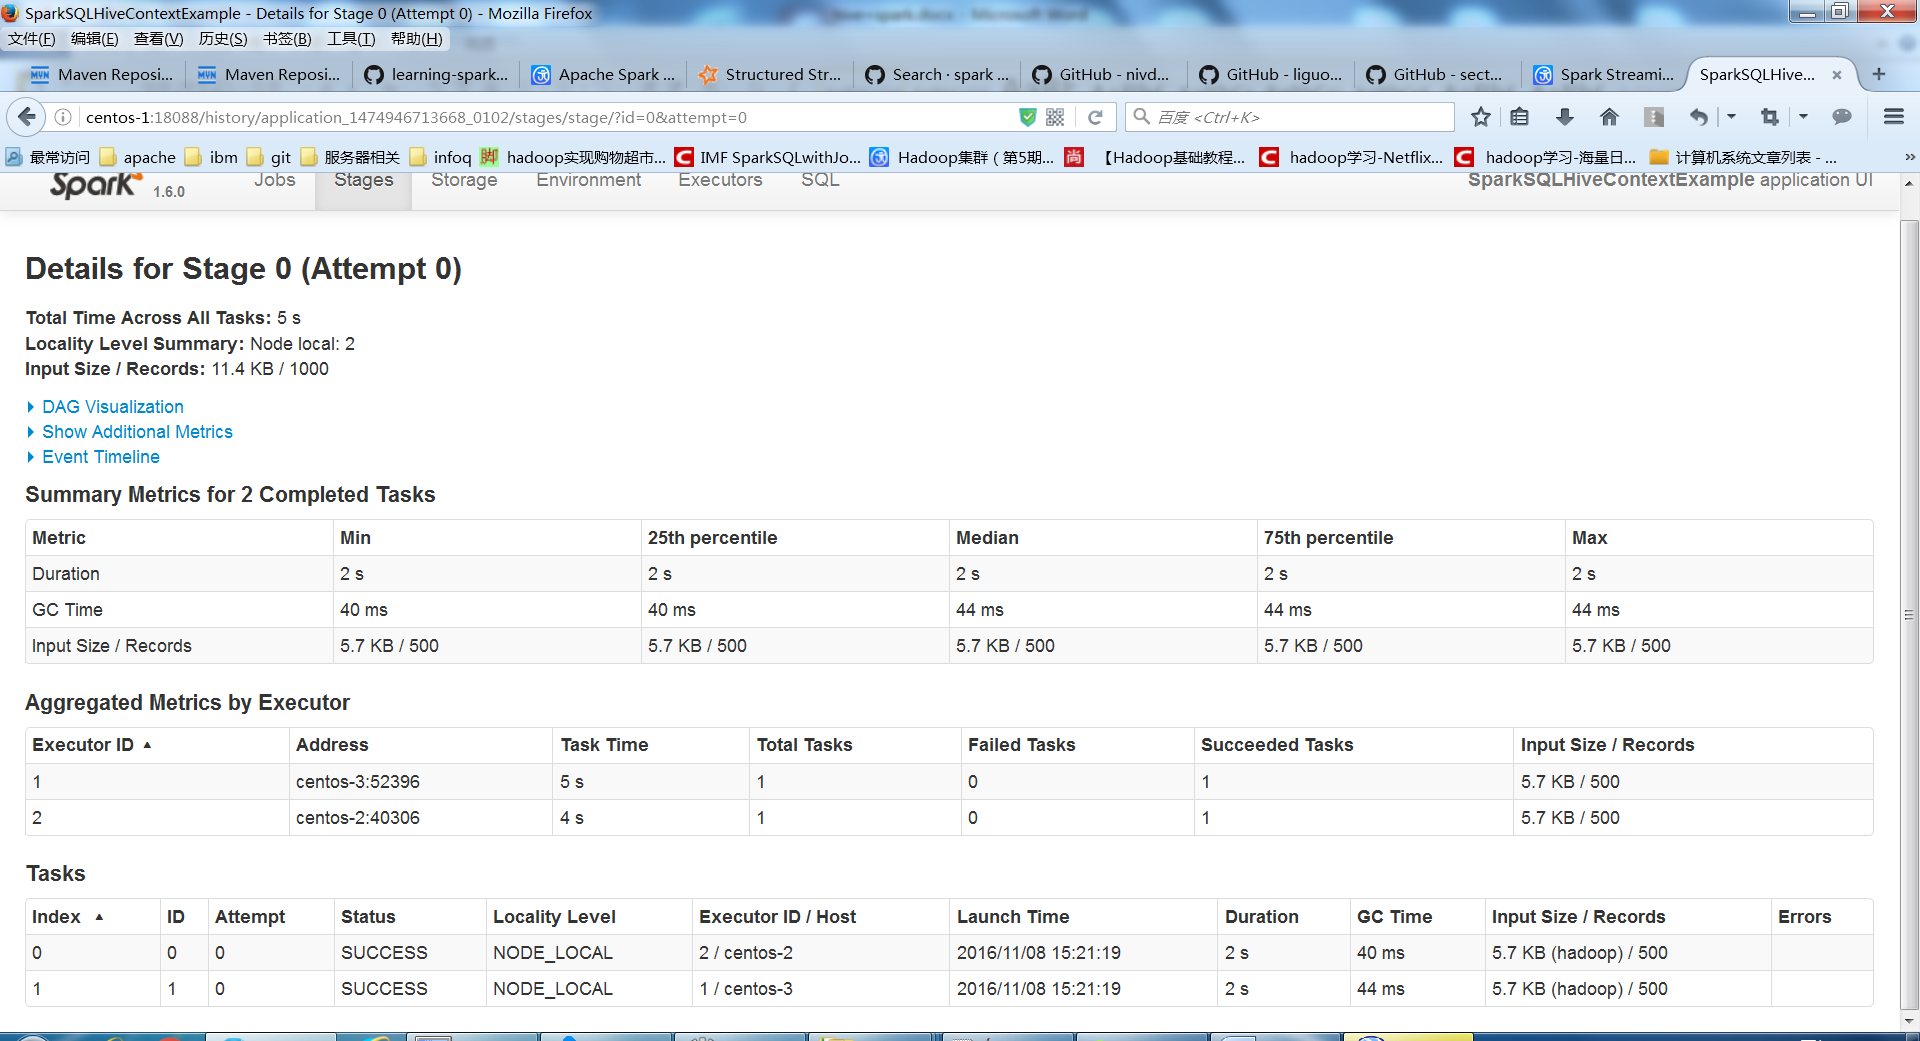 SparkSQLHiveContextExample - Details for Stage 0 (Attempt 0) - Mozilla Firefox
文件(F) 编辑(E) 查看(V) 历史(S) 书签(B) 工具(T) 帮助(H)
Maven Reposi... Maven Reposi... learning-spark... Apache Spark ... Structured Str... Search · spark ... GitHub - nivd... GitHub - liguo... GitHub - sect... Spark Streami... SparkSQLHive...
centos-1:18088/history/application_1474946713668_0102/stages/stage/?id=0&attempt=0 百度 <Ctrl+K>
最常访问 apache ibm git 服务器相关 infoq 脚 hadoop实现购物超市... IMF SparkSQLwithJo... Hadoop集群（第5期... 尚 【Hadoop基础教程... hadoop学习-Netflix... hadoop学习-海量日... 计算机系统文章列表 - ...
Spark 1.6.0 Jobs Stages Storage Environment Executors SQL SparkSQLHiveContextExample application UI
Details for Stage 0 (Attempt 0)
Total Time Across All Tasks: 5 s
Locality Level Summary: Node local: 2
Input Size / Records: 11.4 KB / 1000
DAG Visualization
Show Additional Metrics
Event Timeline
Summary Metrics for 2 Completed Tasks
Metric Min 25th percentile Median 75th percentile Max
Duration 2 s 2 s 2 s 2 s 2 s
GC Time 40 ms 40 ms 44 ms 44 ms 44 ms
Input Size / Records 5.7 KB / 500 5.7 KB / 500 5.7 KB / 500 5.7 KB / 500 5.7 KB / 500
Aggregated Metrics by Executor
Executor ID Address Task Time Total Tasks Failed Tasks Succeeded Tasks Input Size / Records
1 centos-3:52396 5 s 1 0 1 5.7 KB / 500
2 centos-2:40306 4 s 1 0 1 5.7 KB / 500
Tasks
Index ID Attempt Status Locality Level Executor ID / Host Launch Time Duration GC Time Input Size / Records Errors
0 0 0 SUCCESS NODE_LOCAL 2 / centos-2 2016/11/08 15:21:19 2 s 40 ms 5.7 KB (hadoop) / 500
1 1 0 SUCCESS NODE_LOCAL 1 / centos-3 2016/11/08 15:21:19 2 s 44 ms 5.7 KB (hadoop) / 500